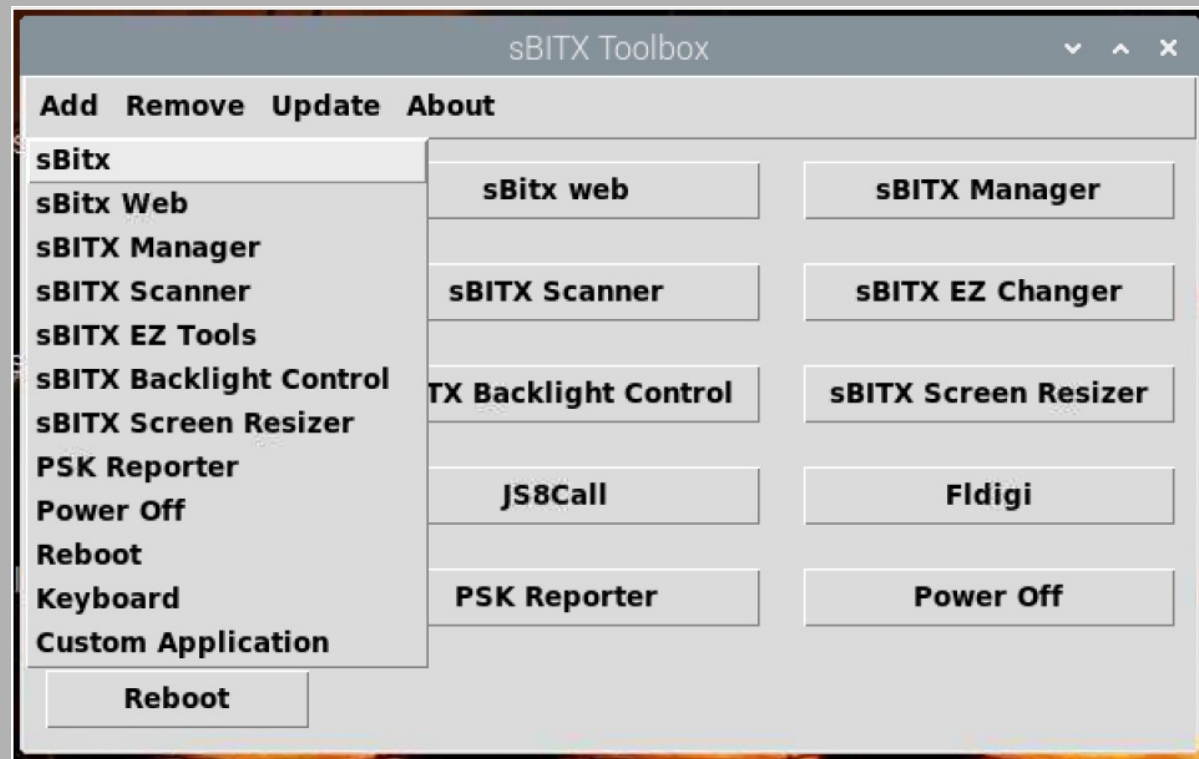 sBITX Toolbox
Add Remove Update About
sBitx
sBitx Web
sBITX Manager
sBITX Scanner
sBITX EZ Tools
sBITX Backlight Control
sBITX Screen Resizer
PSK Reporter
Power Off
Reboot
Keyboard
Custom Application
sBitx web
sBITX Manager
sBITX Scanner
sBITX EZ Changer
TX Backlight Control
sBITX Screen Resizer
JS8Call
Fldigi
PSK Reporter
Power Off
Reboot